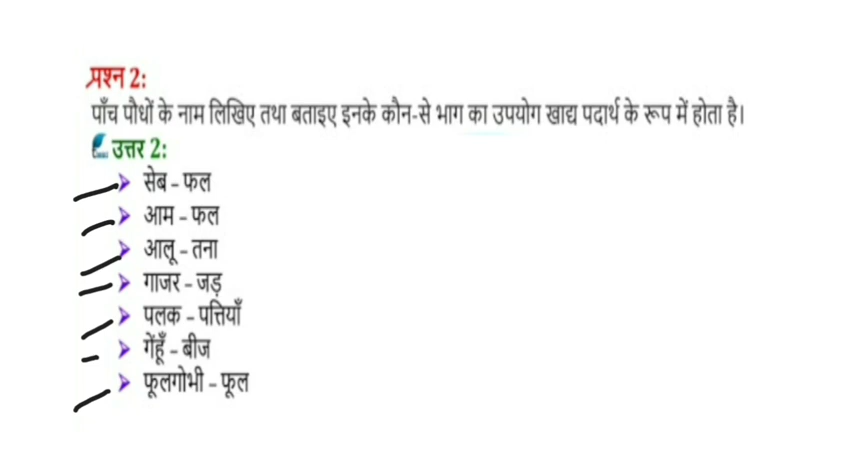 प्रश्न 2:
पाँच पौधों के नाम लिखिए तथा बताइए इनके कौन-से भाग का उपयोग खाद्य पदार्थ के रूप में होता है।
उत्तर 2:
सेब – फल
आम – फल
आलू – तना
गाजर – जड़
पलक – पत्तियाँ
गेंहूँ – बीज
फूलगोभी – फूल